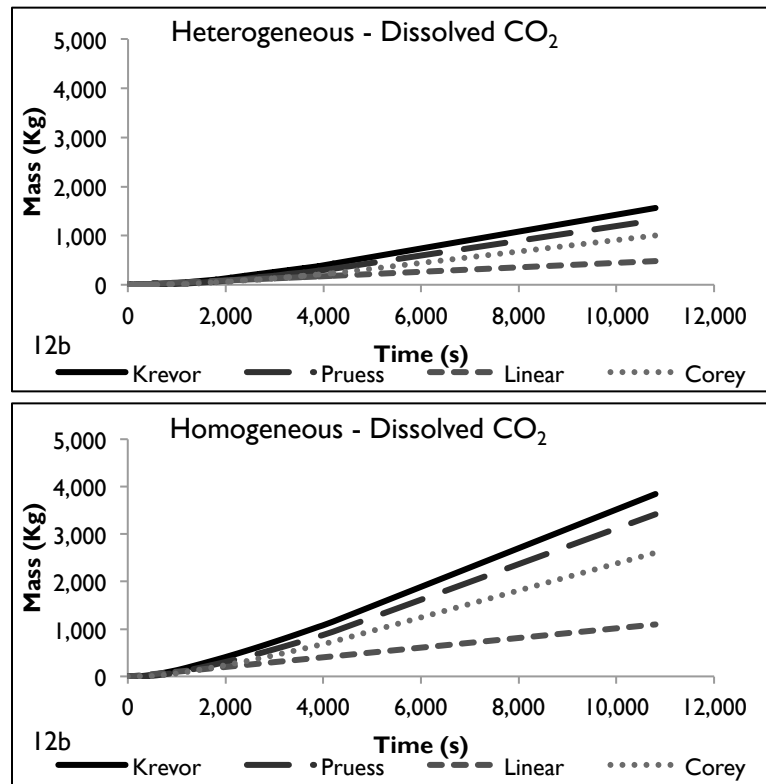 Heterogeneous - Dissolved CO₂
5,000
4,000
3,000
2,000
1,000
0
Mass (Kg)
0 2,000 4,000 6,000 8,000 10,000 12,000
12b
Time (s)
Krevor Pruess Linear Corey
Homogeneous - Dissolved CO₂
5,000
4,000
3,000
2,000
1,000
0
Mass (Kg)
0 2,000 4,000 6,000 8,000 10,000 12,000
12b
Time (s)
Krevor Pruess Linear Corey